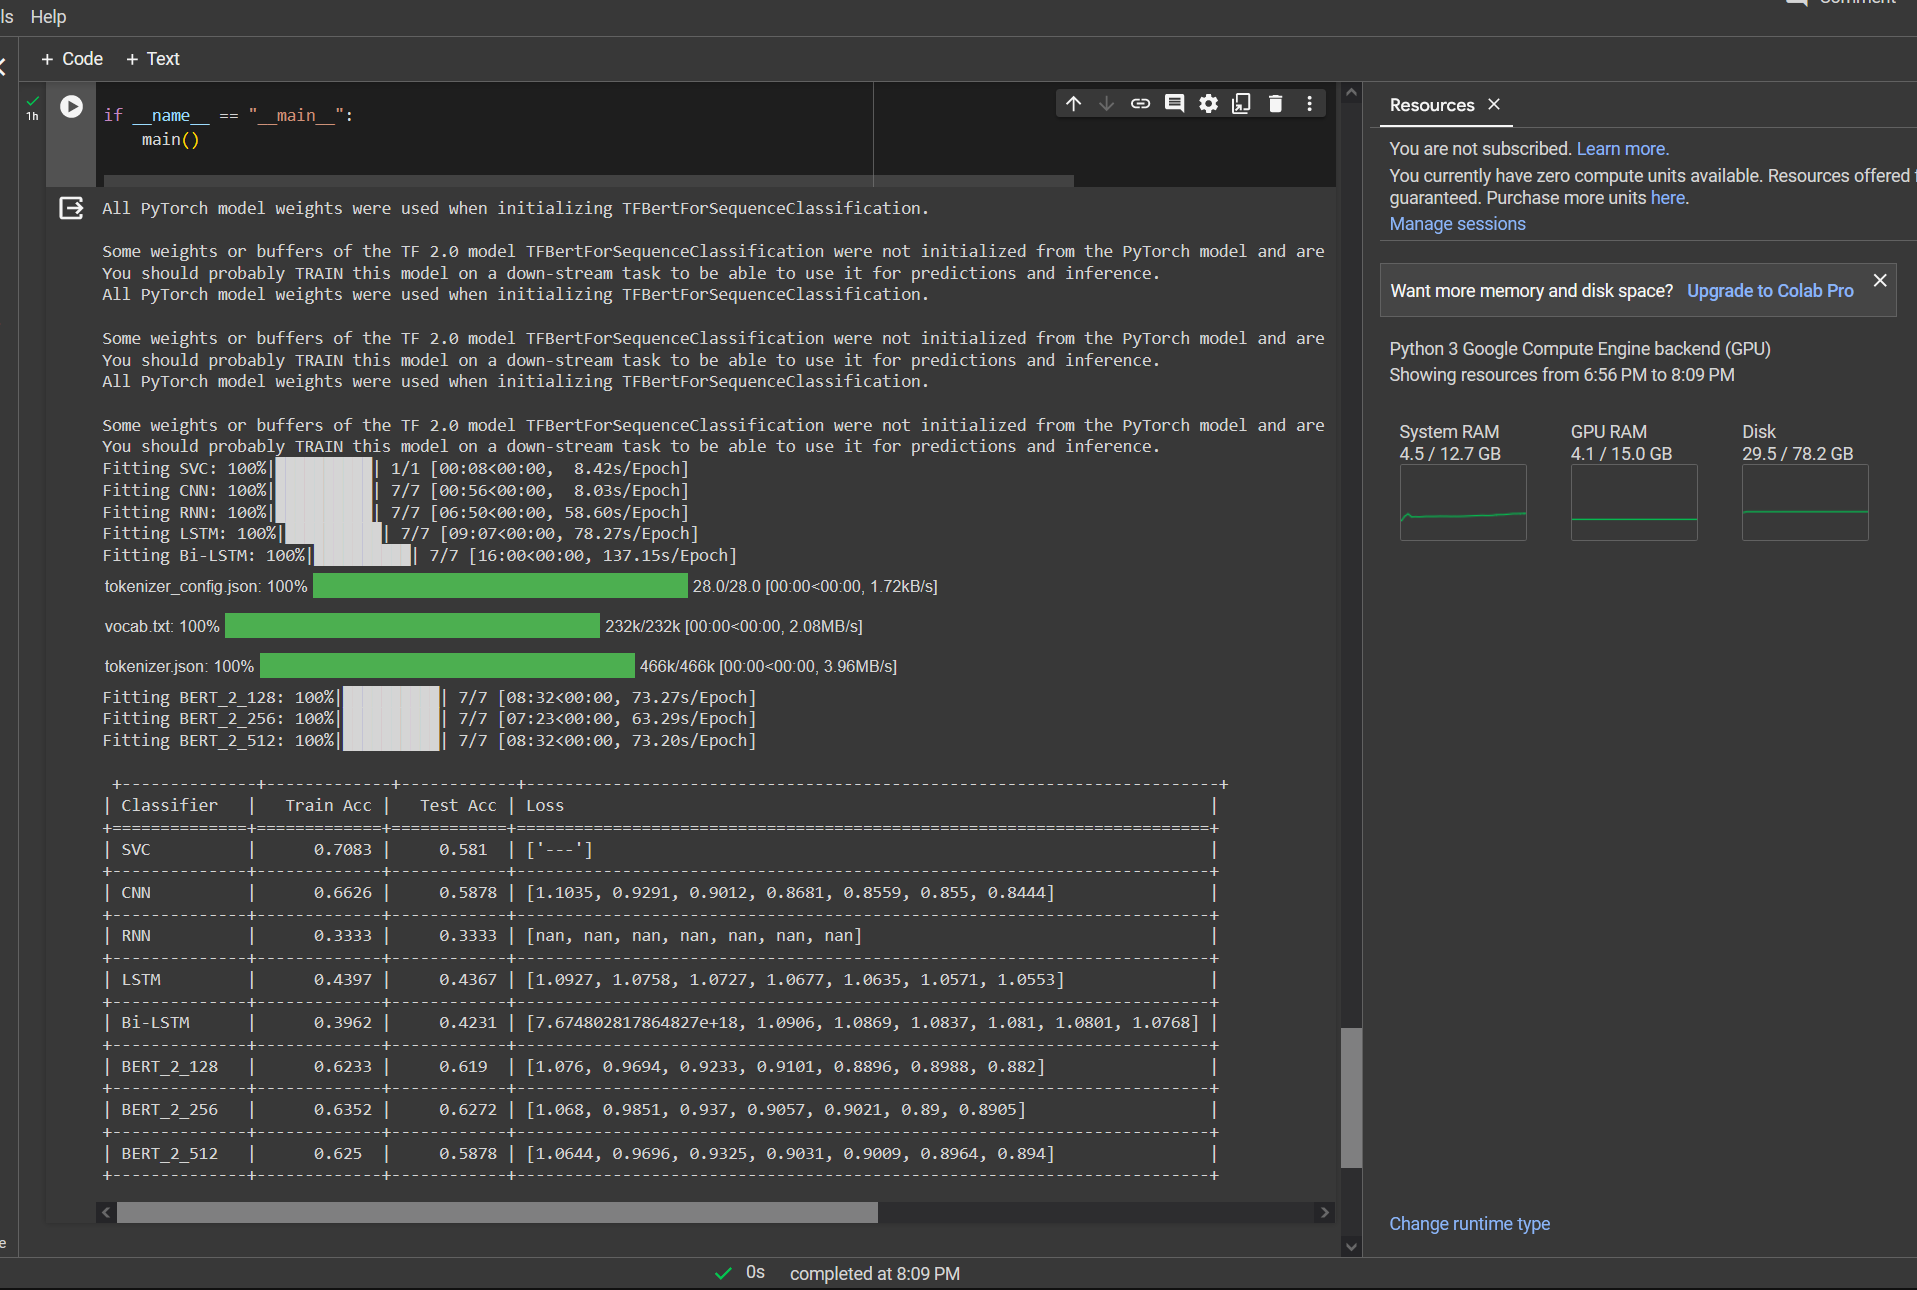 ls Help
Comment
+ Code + Text
1h
if __name__ == "__main__":
main()
All PyTorch model weights were used when initializing TFBertForSequenceClassification.
Some weights or buffers of the TF 2.0 model TFBertForSequenceClassification were not initialized from the PyTorch model and are
You should probably TRAIN this model on a down-stream task to be able to use it for predictions and inference.
All PyTorch model weights were used when initializing TFBertForSequenceClassification.
Some weights or buffers of the TF 2.0 model TFBertForSequenceClassification were not initialized from the PyTorch model and are
You should probably TRAIN this model on a down-stream task to be able to use it for predictions and inference.
All PyTorch model weights were used when initializing TFBertForSequenceClassification.
Some weights or buffers of the TF 2.0 model TFBertForSequenceClassification were not initialized from the PyTorch model and are
You should probably TRAIN this model on a down-stream task to be able to use it for predictions and inference.
Fitting SVC: 100%|██████████| 1/1 [00:08<00:00,  8.42s/Epoch]
Fitting CNN: 100%|██████████| 7/7 [00:56<00:00,  8.03s/Epoch]
Fitting RNN: 100%|██████████| 7/7 [06:50<00:00, 58.60s/Epoch]
Fitting LSTM: 100%|██████████| 7/7 [09:07<00:00, 78.27s/Epoch]
Fitting Bi-LSTM: 100%|██████████| 7/7 [16:00<00:00, 137.15s/Epoch]
tokenizer_config.json: 100% 28.0/28.0 [00:00<00:00, 1.72kB/s]
vocab.txt: 100% 232k/232k [00:00<00:00, 2.08MB/s]
tokenizer.json: 100% 466k/466k [00:00<00:00, 3.96MB/s]
Fitting BERT_2_128: 100%|██████████| 7/7 [08:32<00:00, 73.27s/Epoch]
Fitting BERT_2_256: 100%|██████████| 7/7 [07:23<00:00, 63.29s/Epoch]
Fitting BERT_2_512: 100%|██████████| 7/7 [08:32<00:00, 73.20s/Epoch]
| Classifier | Train Acc | Test Acc | Loss |
| SVC | 0.7083 | 0.581 | ['---'] |
| CNN | 0.6626 | 0.5878 | [1.1035, 0.9291, 0.9012, 0.8681, 0.8559, 0.855, 0.8444] |
| RNN | 0.3333 | 0.3333 | [nan, nan, nan, nan, nan, nan, nan] |
| LSTM | 0.4397 | 0.4367 | [1.0927, 1.0758, 1.0727, 1.0677, 1.0635, 1.0571, 1.0553] |
| Bi-LSTM | 0.3962 | 0.4231 | [7.674802817864827e+18, 1.0906, 1.0869, 1.0837, 1.081, 1.0801, 1.0768] |
| BERT_2_128 | 0.6233 | 0.619 | [1.076, 0.9694, 0.9233, 0.9101, 0.8896, 0.8988, 0.882] |
| BERT_2_256 | 0.6352 | 0.6272 | [1.068, 0.9851, 0.937, 0.9057, 0.9021, 0.89, 0.8905] |
| BERT_2_512 | 0.625 | 0.5878 | [1.0644, 0.9696, 0.9325, 0.9031, 0.9009, 0.8964, 0.894] |
Resources
You are not subscribed. Learn more.
You currently have zero compute units available. Resources offered
guaranteed. Purchase more units here.
Manage sessions
Want more memory and disk space? Upgrade to Colab Pro
Python 3 Google Compute Engine backend (GPU)
Showing resources from 6:56 PM to 8:09 PM
System RAM
4.5 / 12.7 GB
GPU RAM
4.1 / 15.0 GB
Disk
29.5 / 78.2 GB
Change runtime type
e
0s completed at 8:09 PM